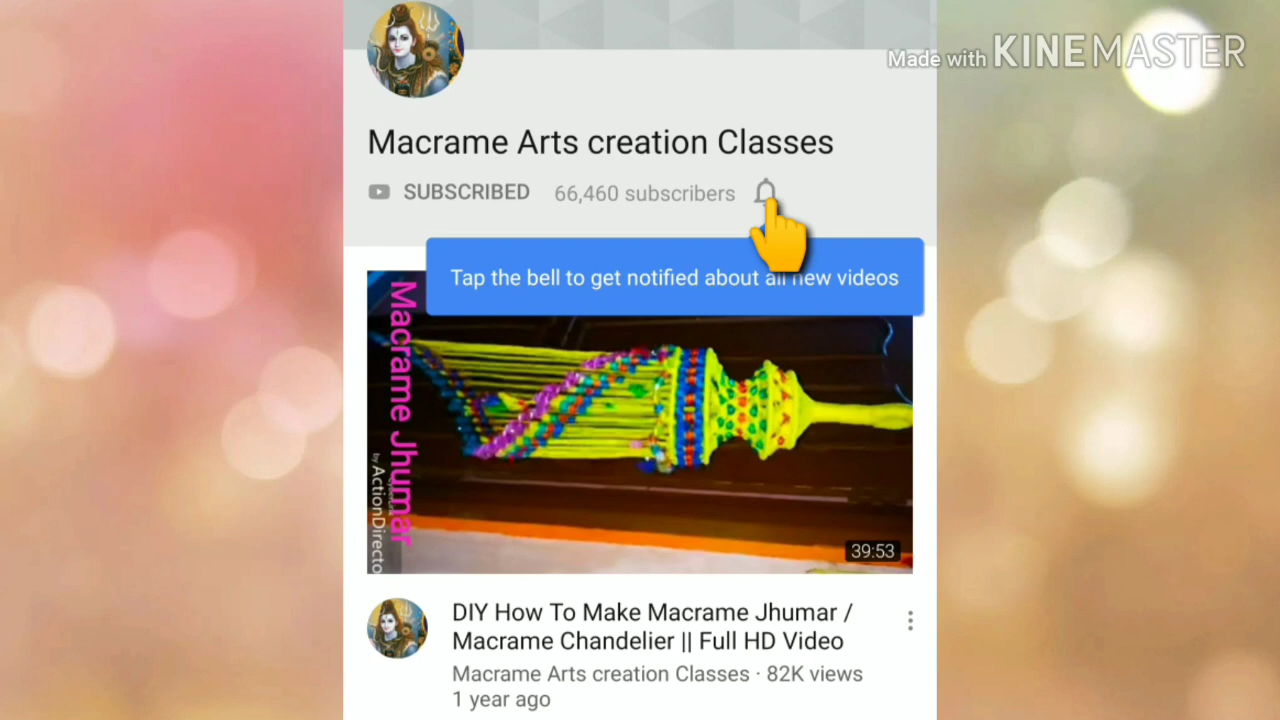 Made with KINEMASTER
Macrame Arts creation Classes
SUBSCRIBED 66,460 subscribers
Tap the bell to get notified about all new videos
Macrame Jhumar
by ActionDirecto
39:53
DIY How To Make Macrame Jhumar /
Macrame Chandelier || Full HD Video
Macrame Arts creation Classes · 82K views
1 year ago